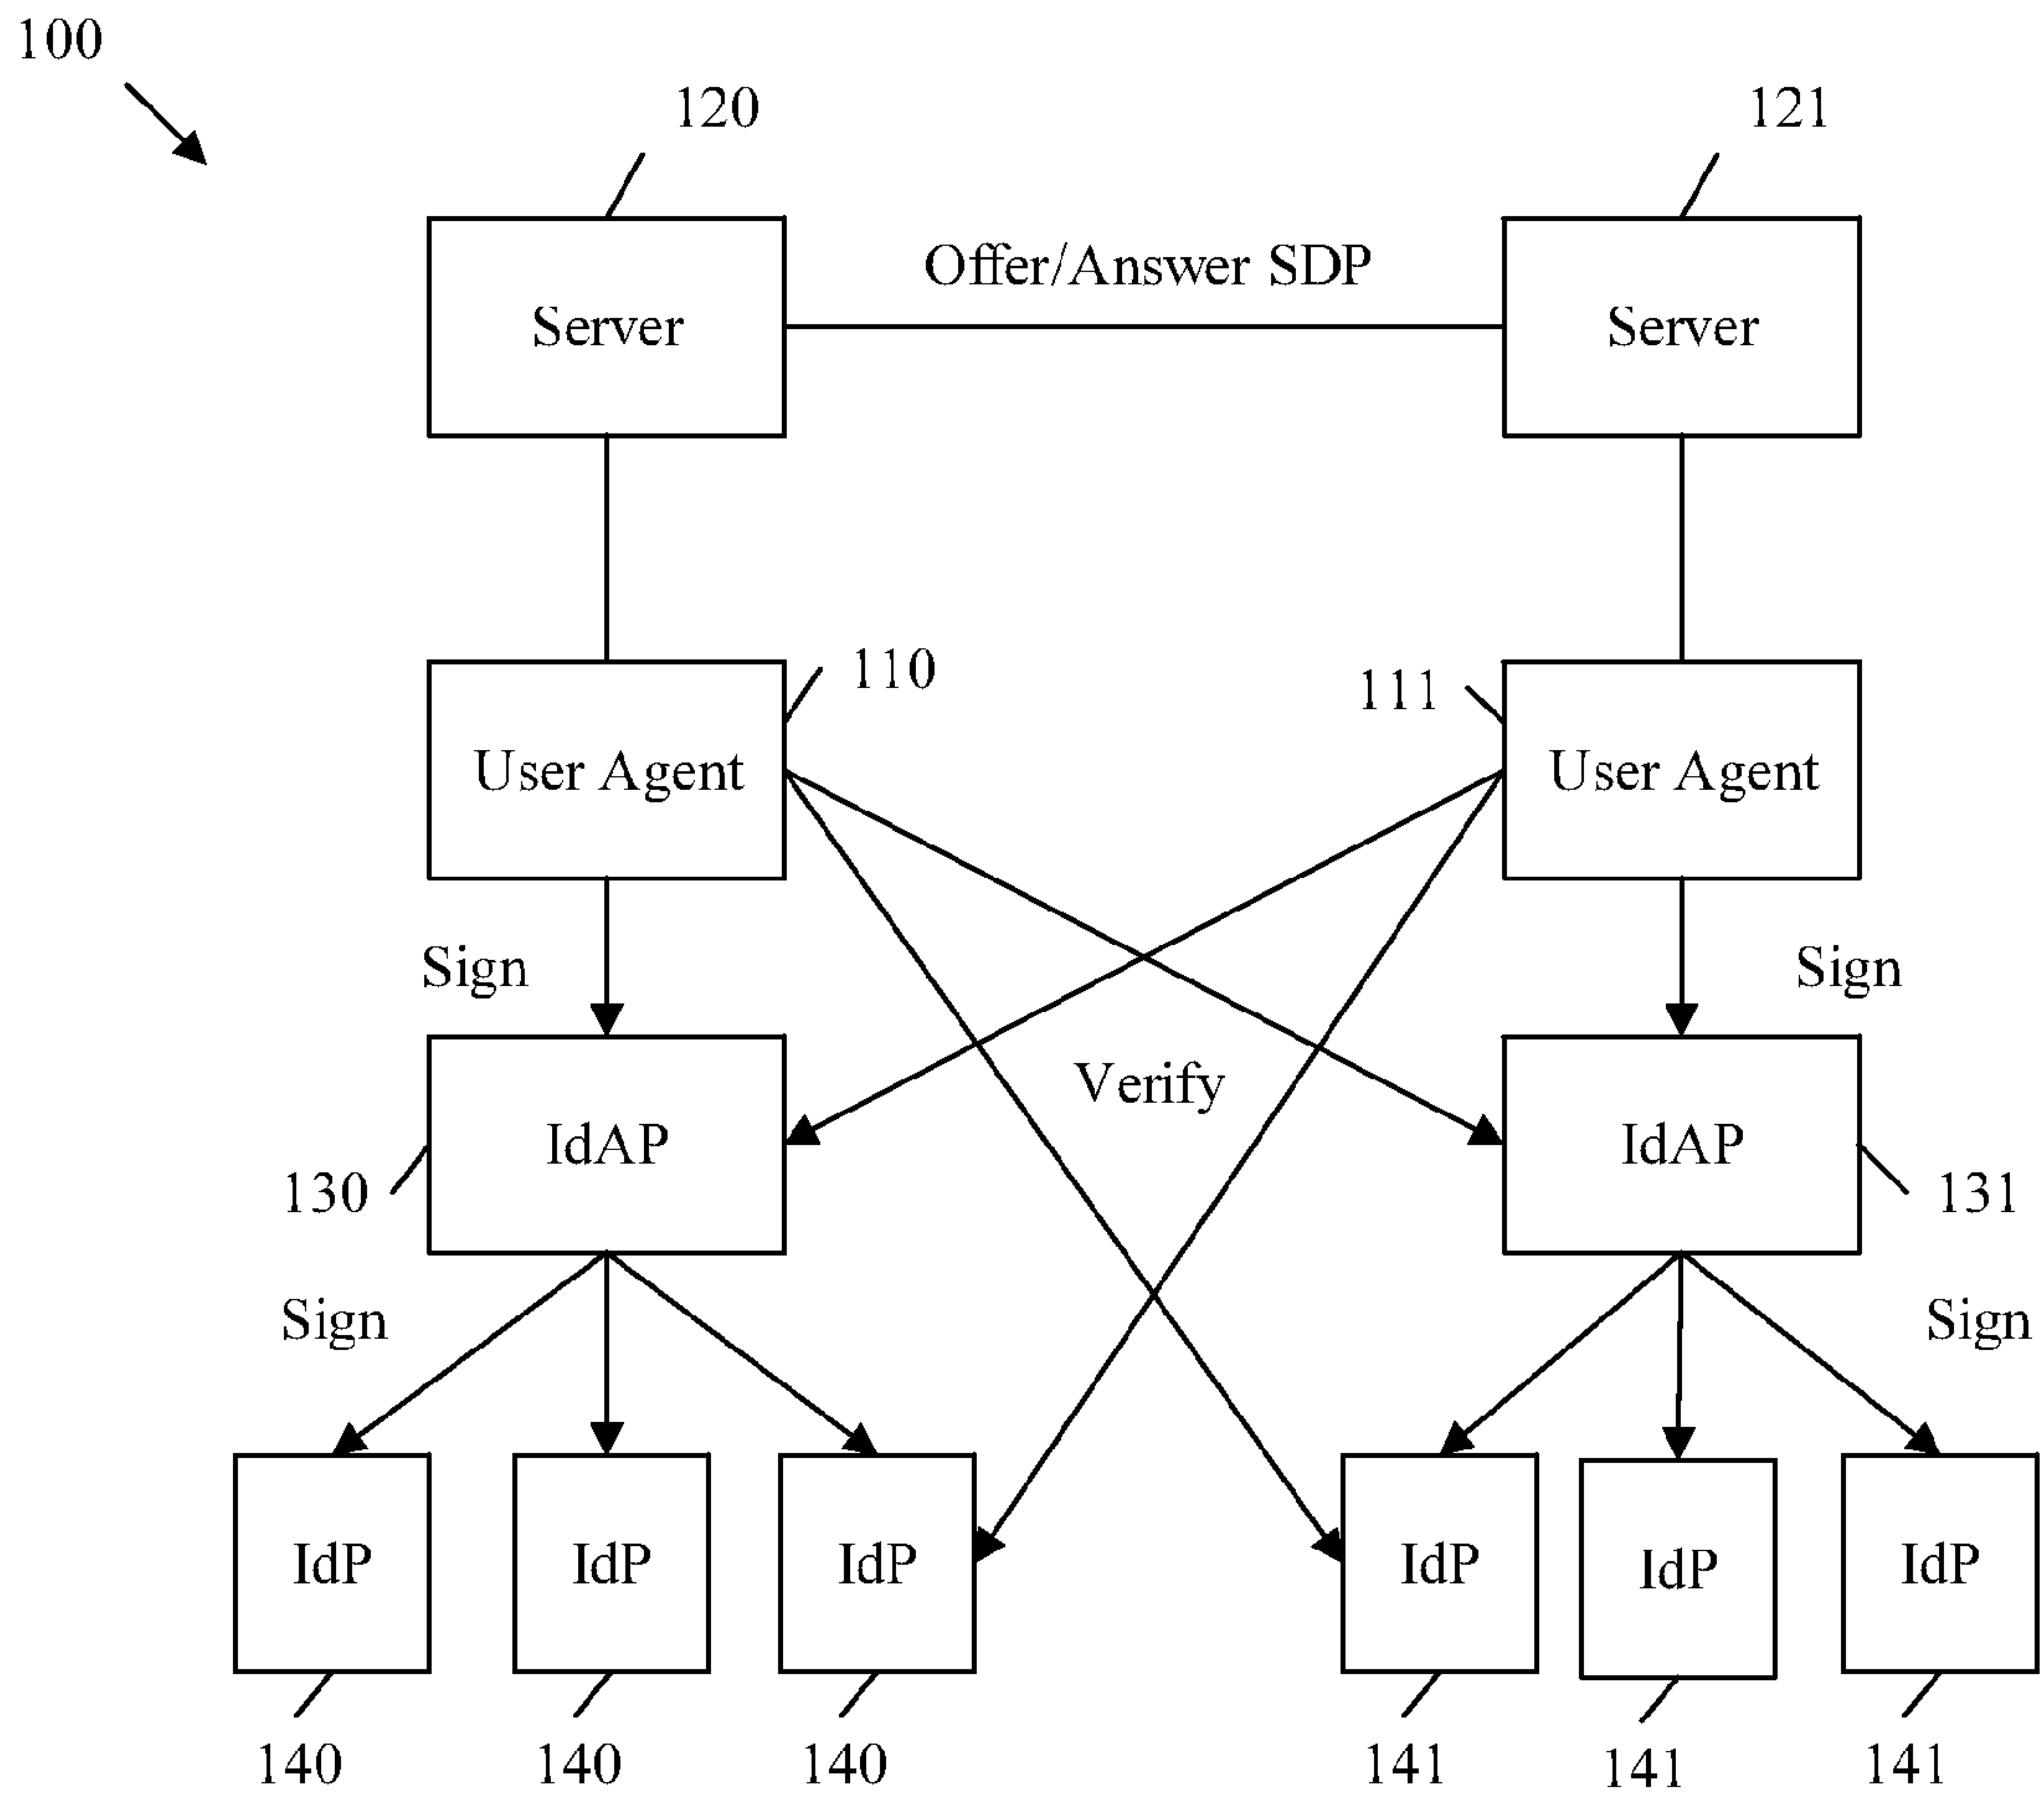 100
120
121
Offer/Answer SDP
Server
Server
110
111
User Agent
User Agent
Sign
Sign
Verify
IdAP
IdAP
130
131
Sign
Sign
IdP
IdP
IdP
IdP
IdP
IdP
140
140
140
141
141
141